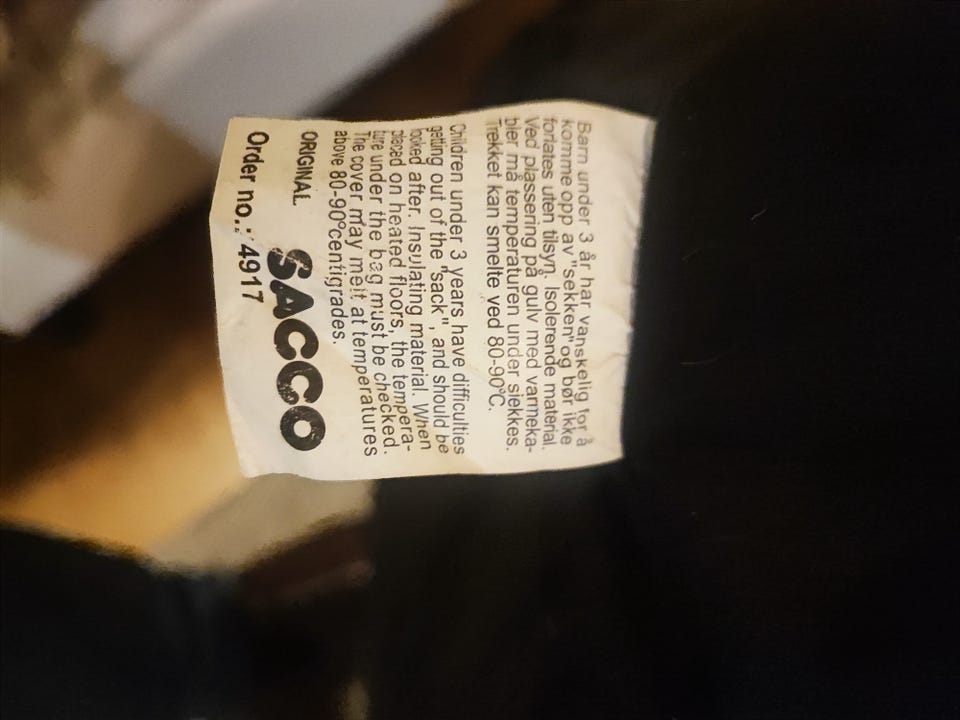 Barn under 3 år har vanskelig for å
komme opp av "sekken" og bør ikke
forlates uten tilsyn. Isolerende material.
Ved plassering på gulv med varmeka-
bler må temperaturen under sjekkes.
Trekket kan smelte ved 80-90°C.
Children under 3 years have difficulties
getting out of the "sack", and should be
looked after. Insulating material. When
placed on heated floors, the tempera-
ture under the bag must be checked.
The cover may melt at temperatures
above 80-90°centigrades.
ORIGINAL SACCO
Order no.: 4917